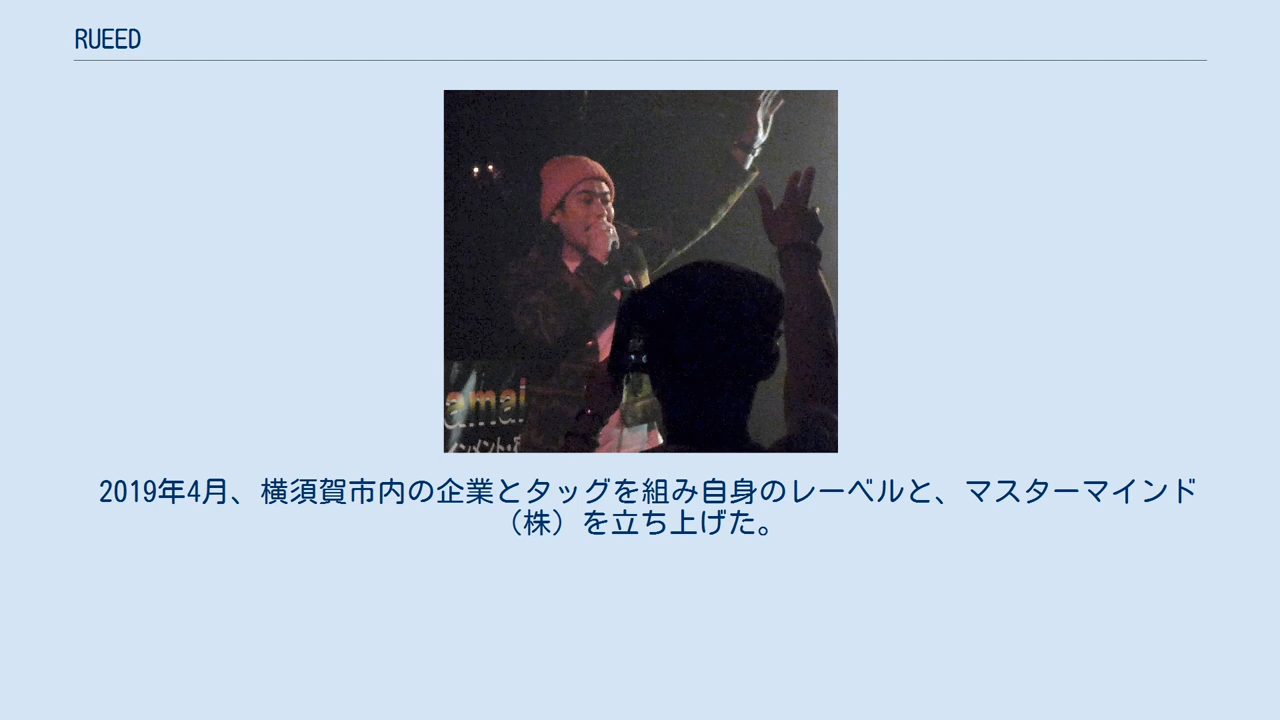 RUEED
amai
2019年4月、横須賀市内の企業とタッグを組み自身のレーベルと、マスターマインド
（株）を立ち上げた。